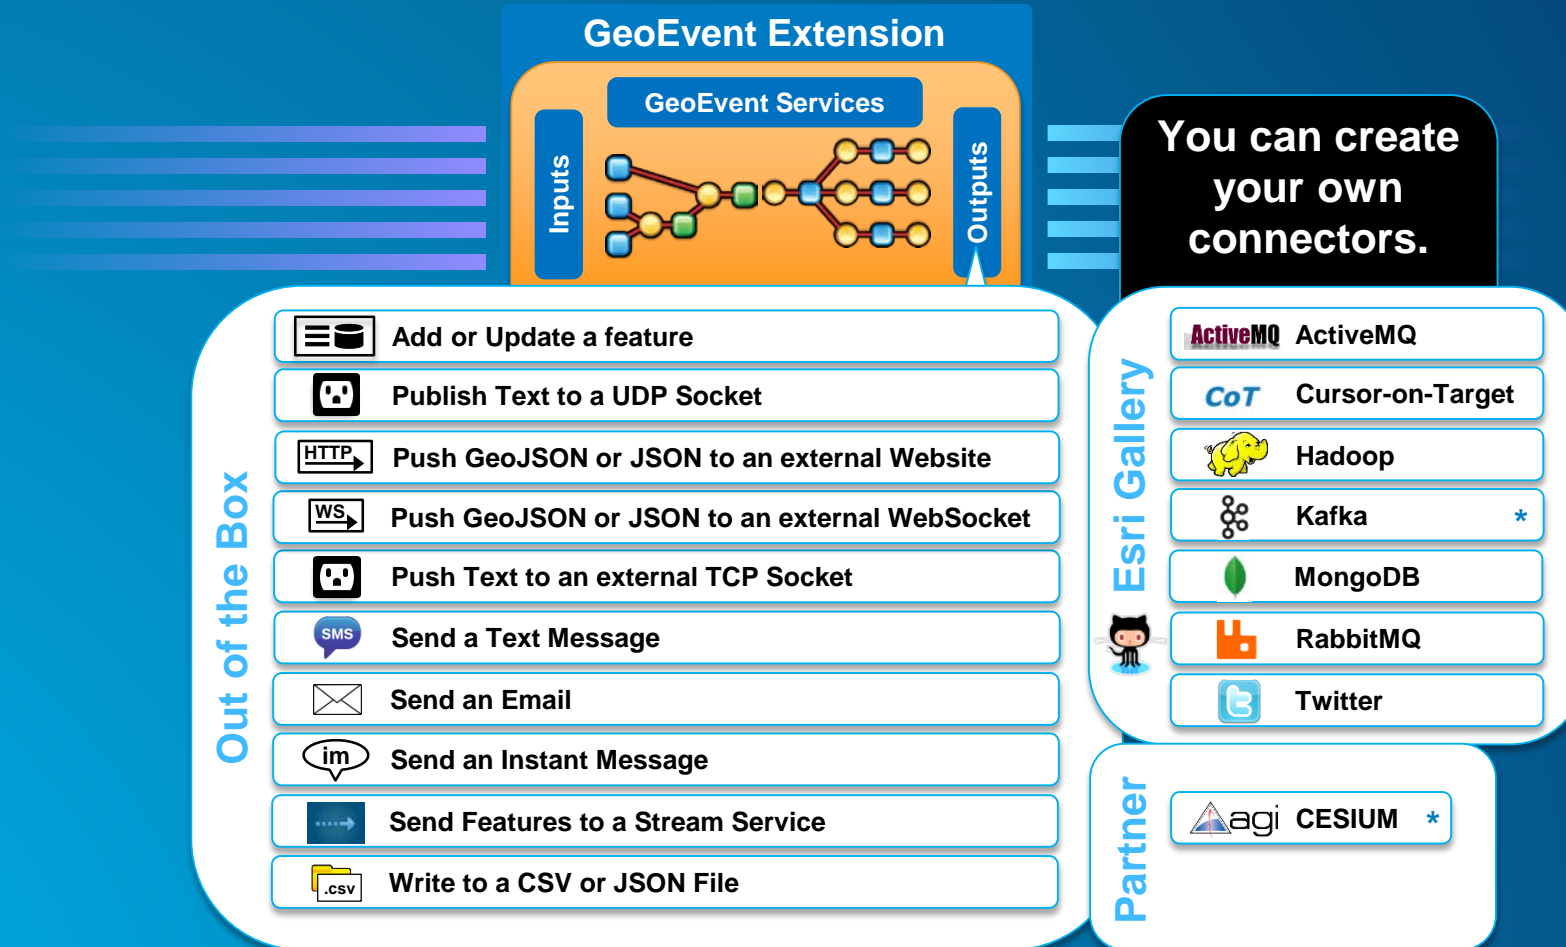 GeoEvent Extension
GeoEvent Services
Inputs
Outputs
You can create
your own
connectors.
Out of the Box
Add or Update a feature
Publish Text to a UDP Socket
HTTP
Push GeoJSON or JSON to an external Website
WS
Push GeoJSON or JSON to an external WebSocket
Push Text to an external TCP Socket
SMS
Send a Text Message
Send an Email
im
Send an Instant Message
Send Features to a Stream Service
.csv
Write to a CSV or JSON File
Esri Gallery
ActiveMQ ActiveMQ
CoT Cursor-on-Target
Hadoop
Kafka *
MongoDB
RabbitMQ
Twitter
Partner
agi CESIUM *